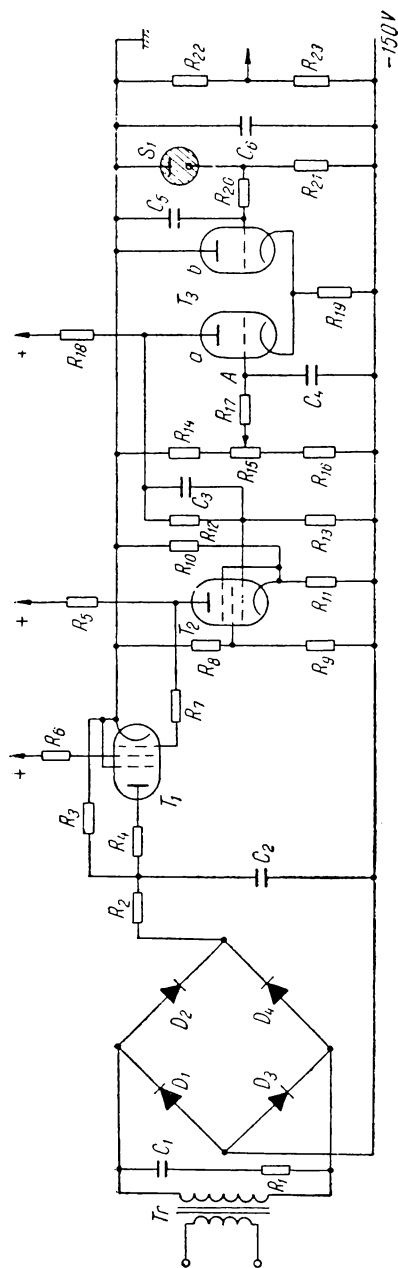 Tr
C1
R1
D1
D2
D3
D4
R2
C2
R3
R4
T1
+
R6
R7
+
R5
T2
R8
R9
R10
R11
R12
C3
R13
R14
R15
R16
R17
A
C4
+
R18
a
T3
b
R19
C5
R20
S1
R21
C6
R22
R23
-150V